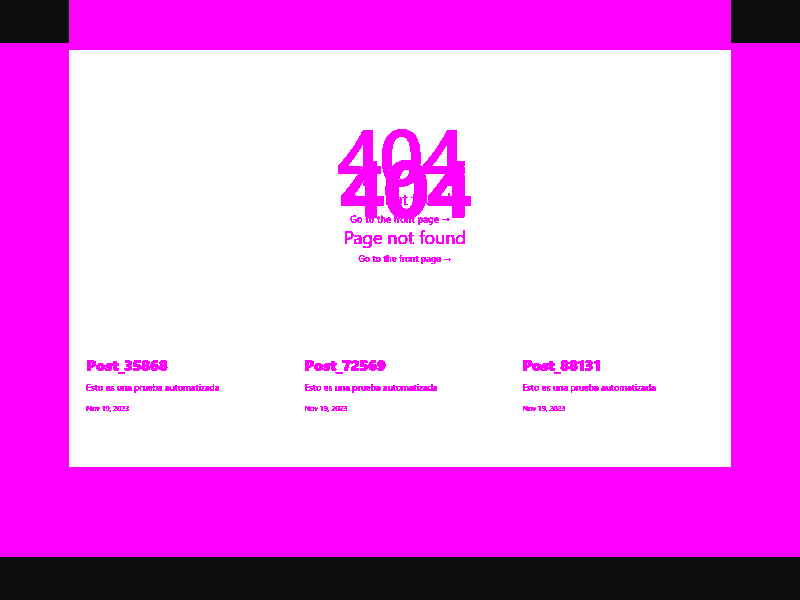 404
404
Go to the front page →
Page not found
Go to the front page →
Post_35868
Esto es una prueba automatizada
Nov 19, 2023
Post_72569
Esto es una prueba automatizada
Nov 19, 2023
Post_88131
Esto es una prueba automatizada
Nov 19, 2023